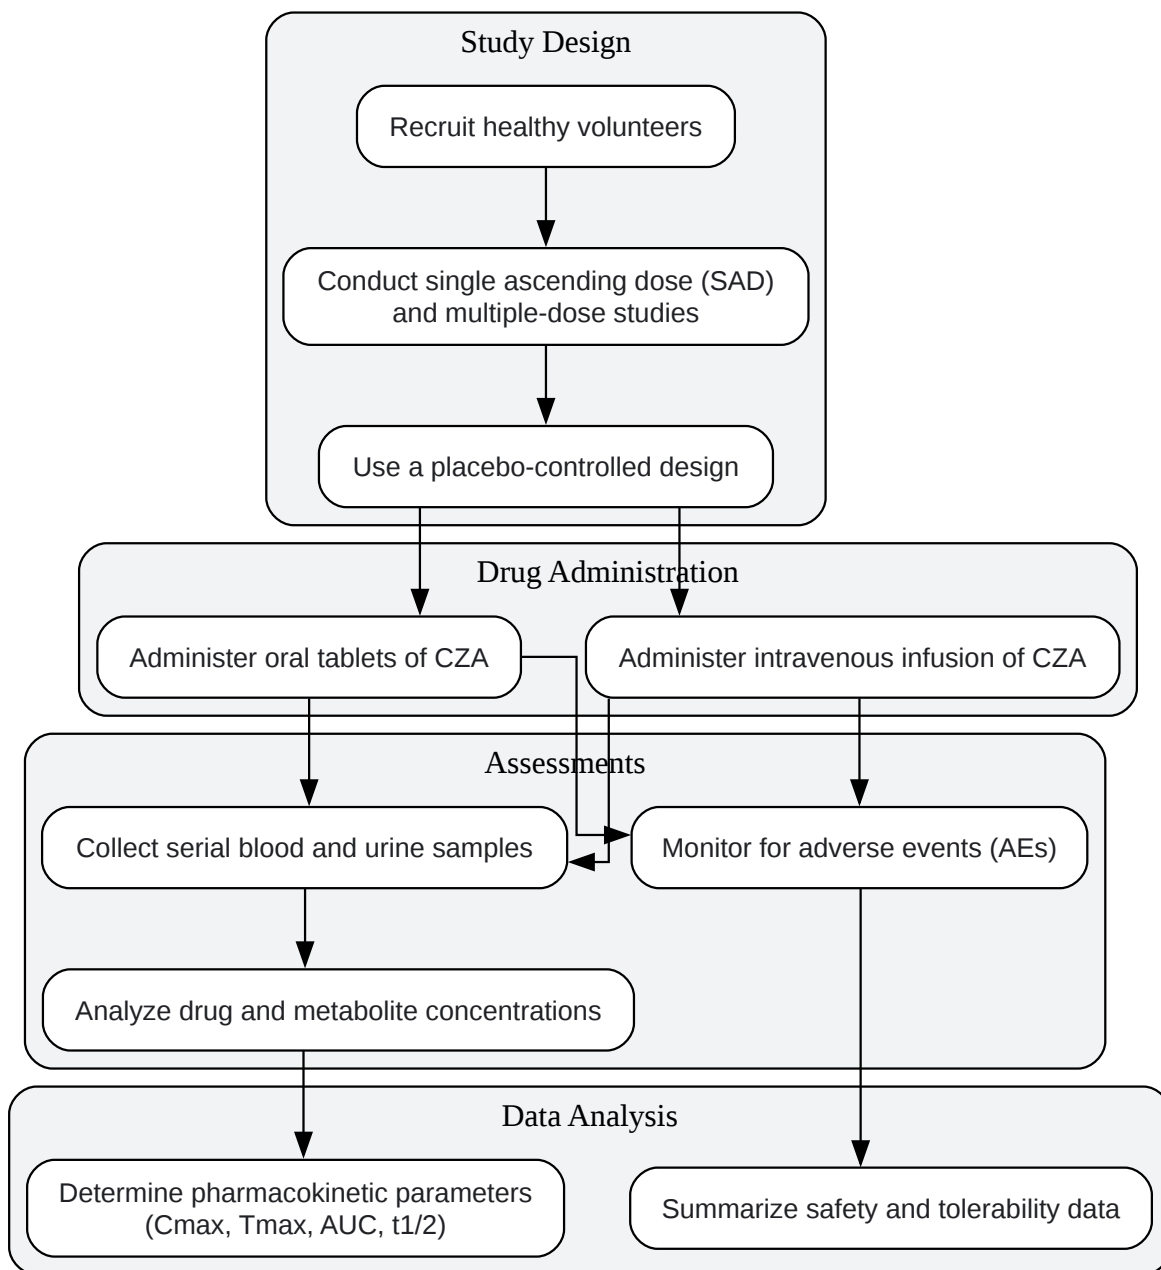 Study Design
Recruit healthy volunteers
Conduct single ascending dose (SAD)
and multiple-dose studies
Use a placebo-controlled design
Drug Administration
Administer oral tablets of CZA
Administer intravenous infusion of CZA
Assessments
Collect serial blood and urine samples
Monitor for adverse events (AEs)
Analyze drug and metabolite concentrations
Data Analysis
Determine pharmacokinetic parameters
(Cmax, Tmax, AUC, t1/2)
Summarize safety and tolerability data